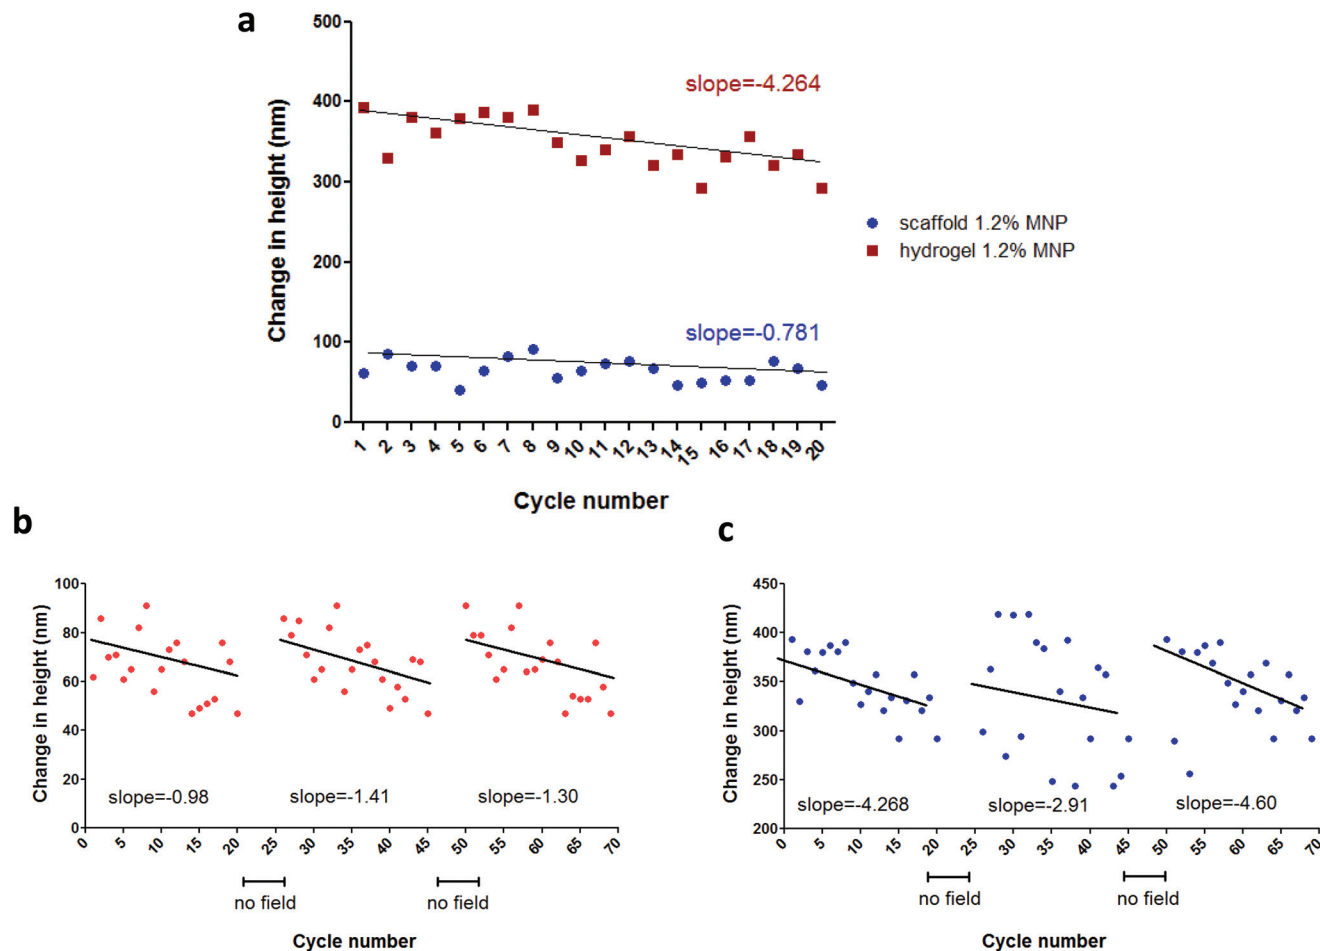 a
500
400
300
200
100
0
Change in height (nm)
slope=-4.264
slope=-0.781
scaffold 1.2% MNP
hydrogel 1.2% MNP
1 2 3 4 5 6 7 8 9 10 11 12 13 14 15 16 17 18 19 20
Cycle number
b
100
80
60
40
20
0
Change in height (nm)
slope=-0.98
slope=-1.41
slope=-1.30
0 5 10 15 20 25 30 35 40 45 50 55 60 65 70
no field
no field
Cycle number
c
450
400
350
300
250
200
Change in height (nm)
slope=-4.268
slope=-2.91
slope=-4.60
0 5 10 15 20 25 30 35 40 45 50 55 60 65 70
no field
no field
Cycle number